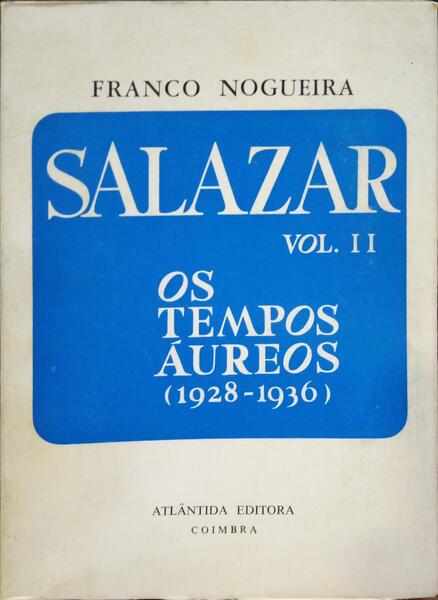 FRANCO NOGUEIRA
SALAZAR
VOL. II
OS
TEMPOS
ÁUREOS
(1928-1936)
ATLÂNTIDA EDITORA
COIMBRA